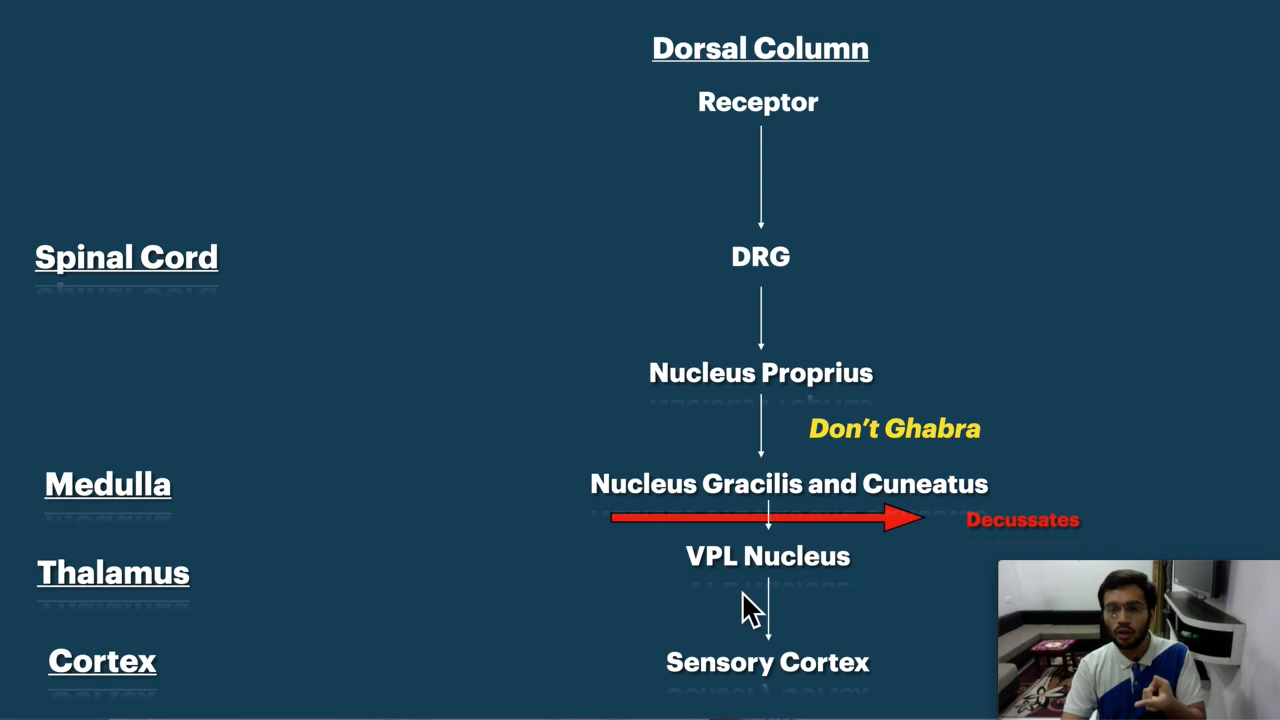 Dorsal Column
Receptor
Spinal Cord
DRG
Nucleus Proprius
Don’t Ghabra
Medulla
Nucleus Gracilis and Cuneatus
Decussates
Thalamus
VPL Nucleus
Cortex
Sensory Cortex